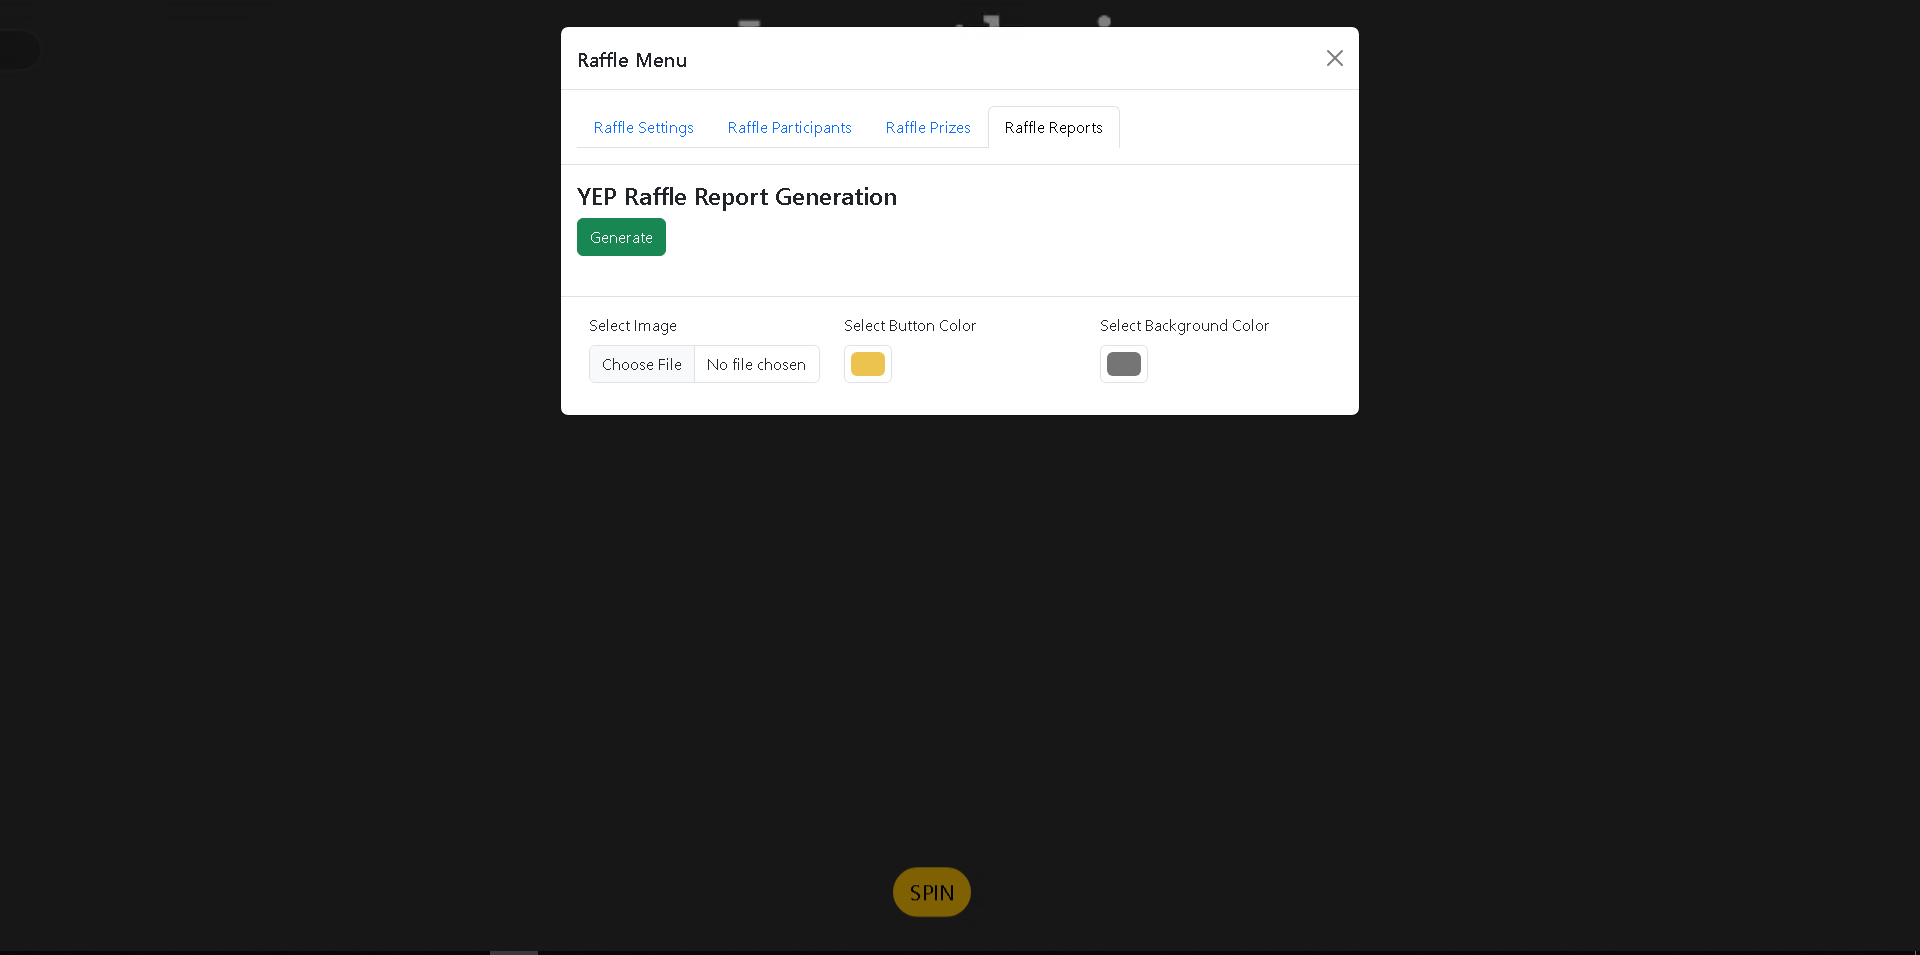 Raffle Menu
Raffle Settings
Raffle Participants
Raffle Prizes
Raffle Reports
YEP Raffle Report Generation
Generate
Select Image
Select Button Color
Select Background Color
Choose File
No file chosen
SPIN